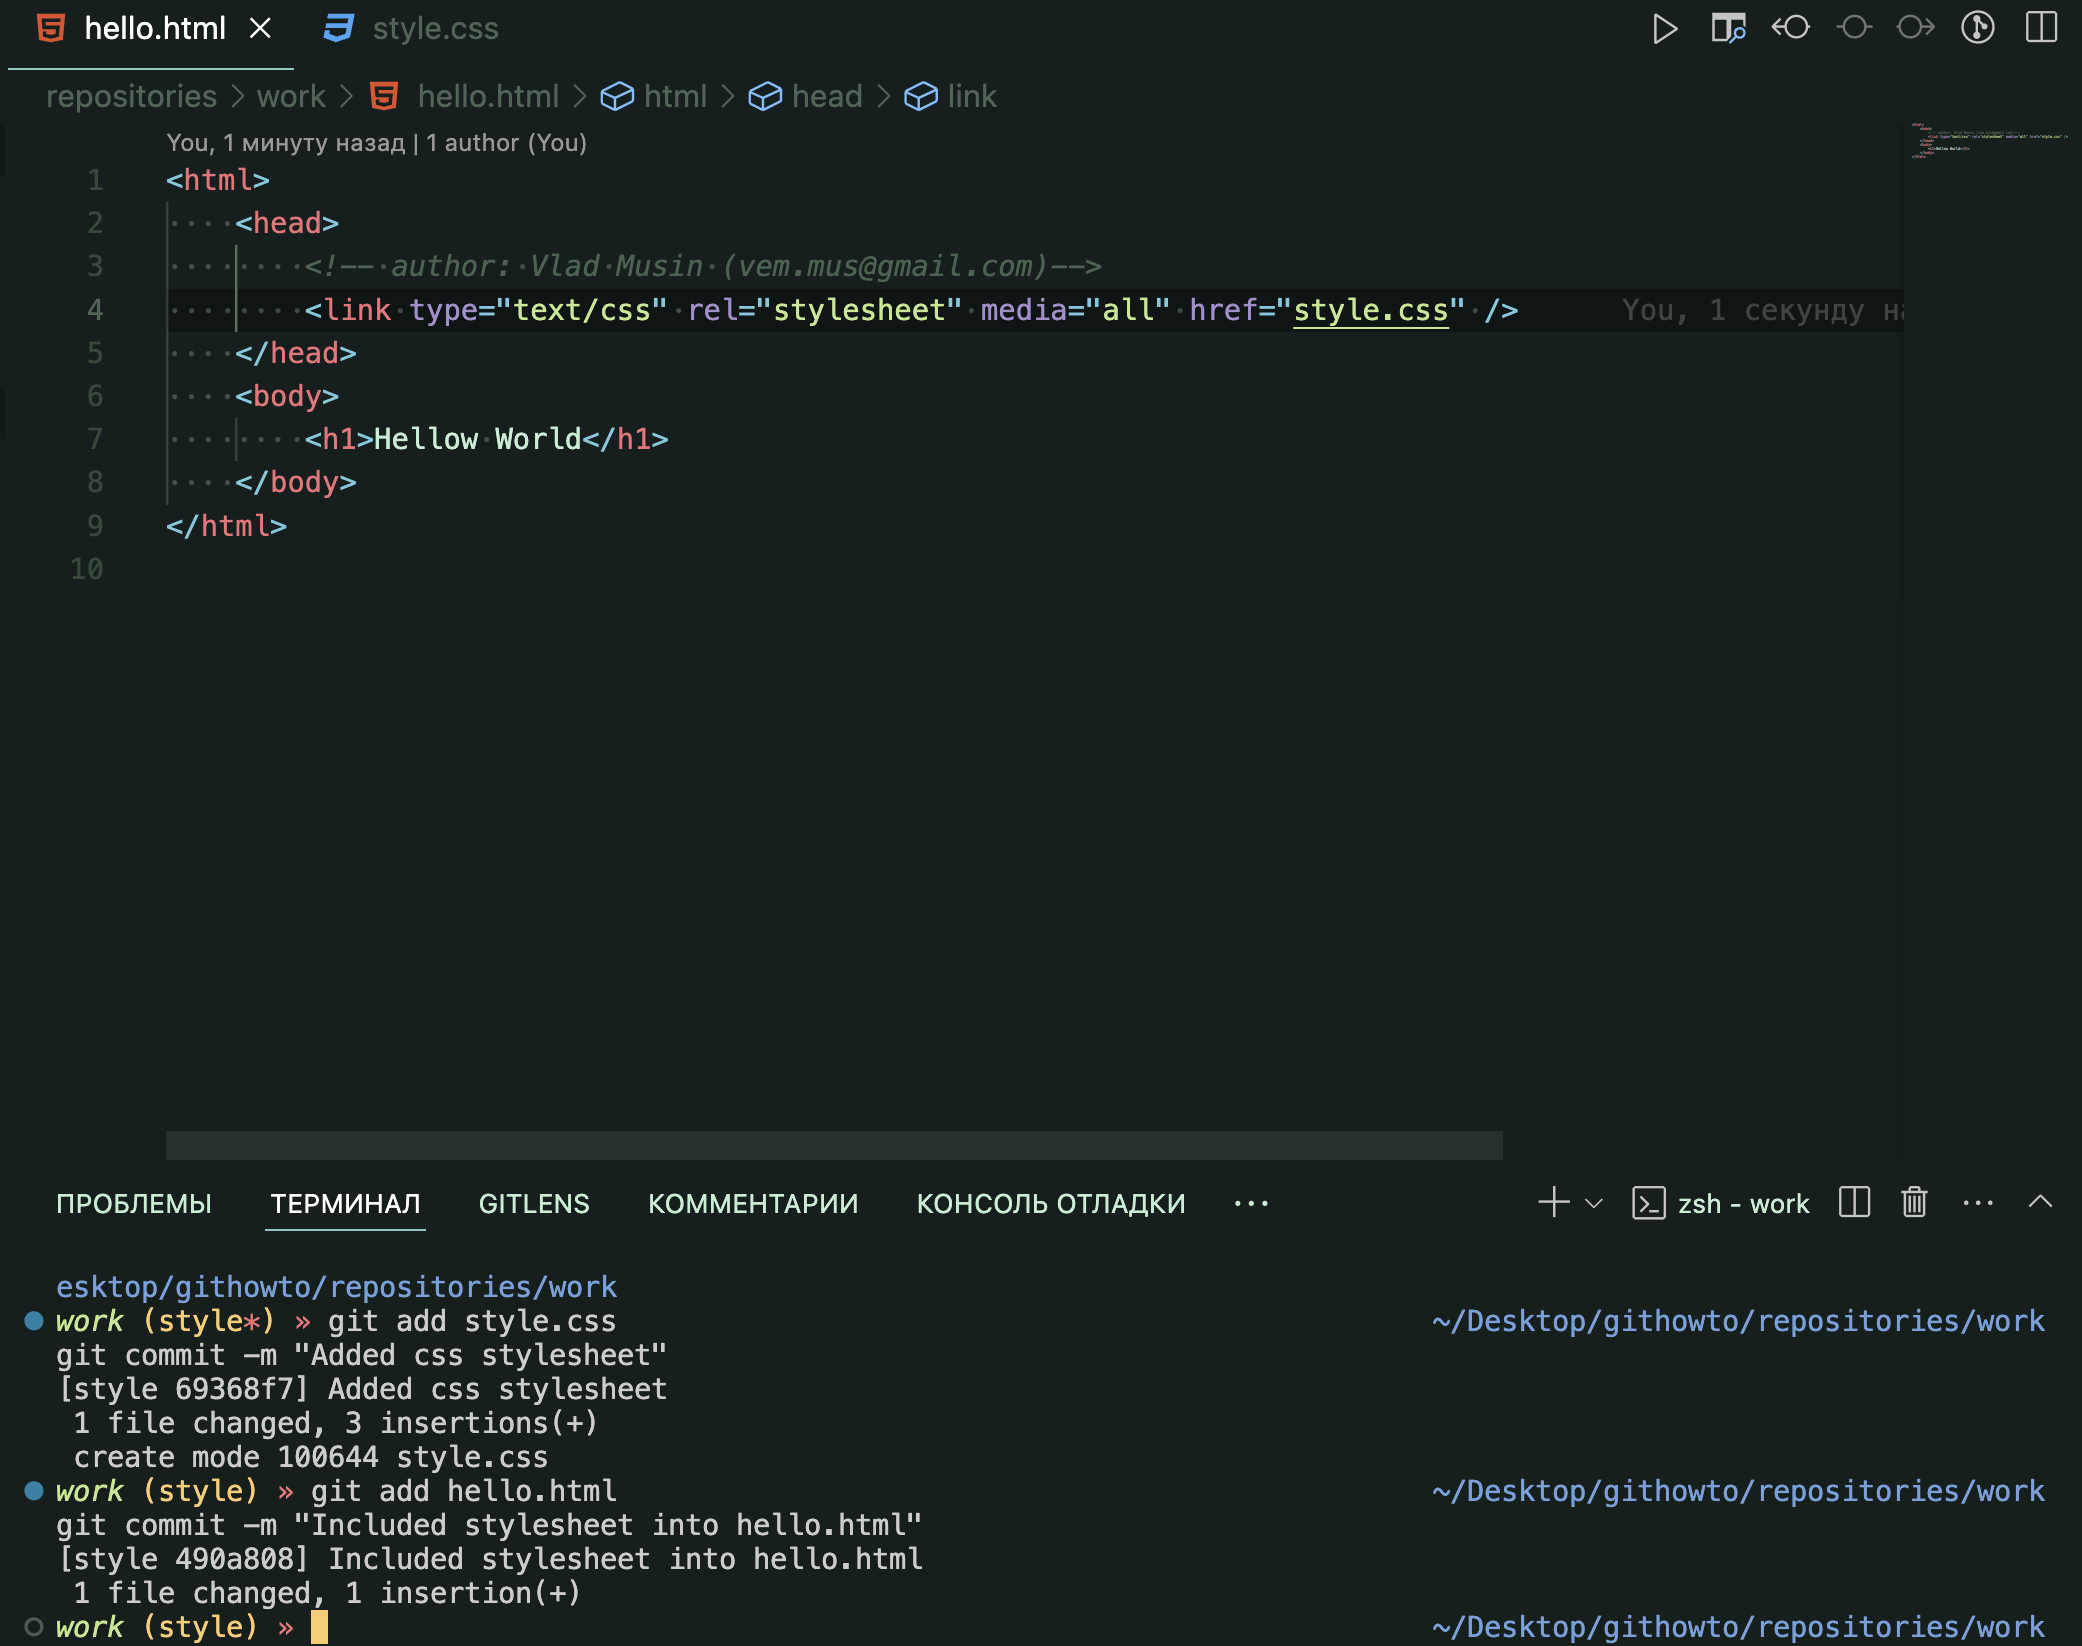 hello.html style.css
repositories > work > hello.html > html > head > link
You, 1 минуту назад | 1 author (You)
1 <html>
2 ····<head>
3 ········<!--·author:·Vlad·Musin·(vem.mus@gmail.com)-->
4 ········<link·type="text/css"·rel="stylesheet"·media="all"·href="style.css"·/> You, 1 секунду
5 ····</head>
6 ····<body>
7 ········<h1>Hellow·World</h1>
8 ····</body>
9 </html>
10
ПРОБЛЕМЫ ТЕРМИНАЛ GITLENS КОММЕНТАРИИ КОНСОЛЬ ОТЛАДКИ ··· zsh - work ···
esktop/githowto/repositories/work
work (style*) » git add style.css ~/Desktop/githowto/repositories/work
git commit -m "Added css stylesheet"
[style 69368f7] Added css stylesheet
 1 file changed, 3 insertions(+)
 create mode 100644 style.css
work (style) » git add hello.html ~/Desktop/githowto/repositories/work
git commit -m "Included stylesheet into hello.html"
[style 490a808] Included stylesheet into hello.html
 1 file changed, 1 insertion(+)
work (style) » ~/Desktop/githowto/repositories/work